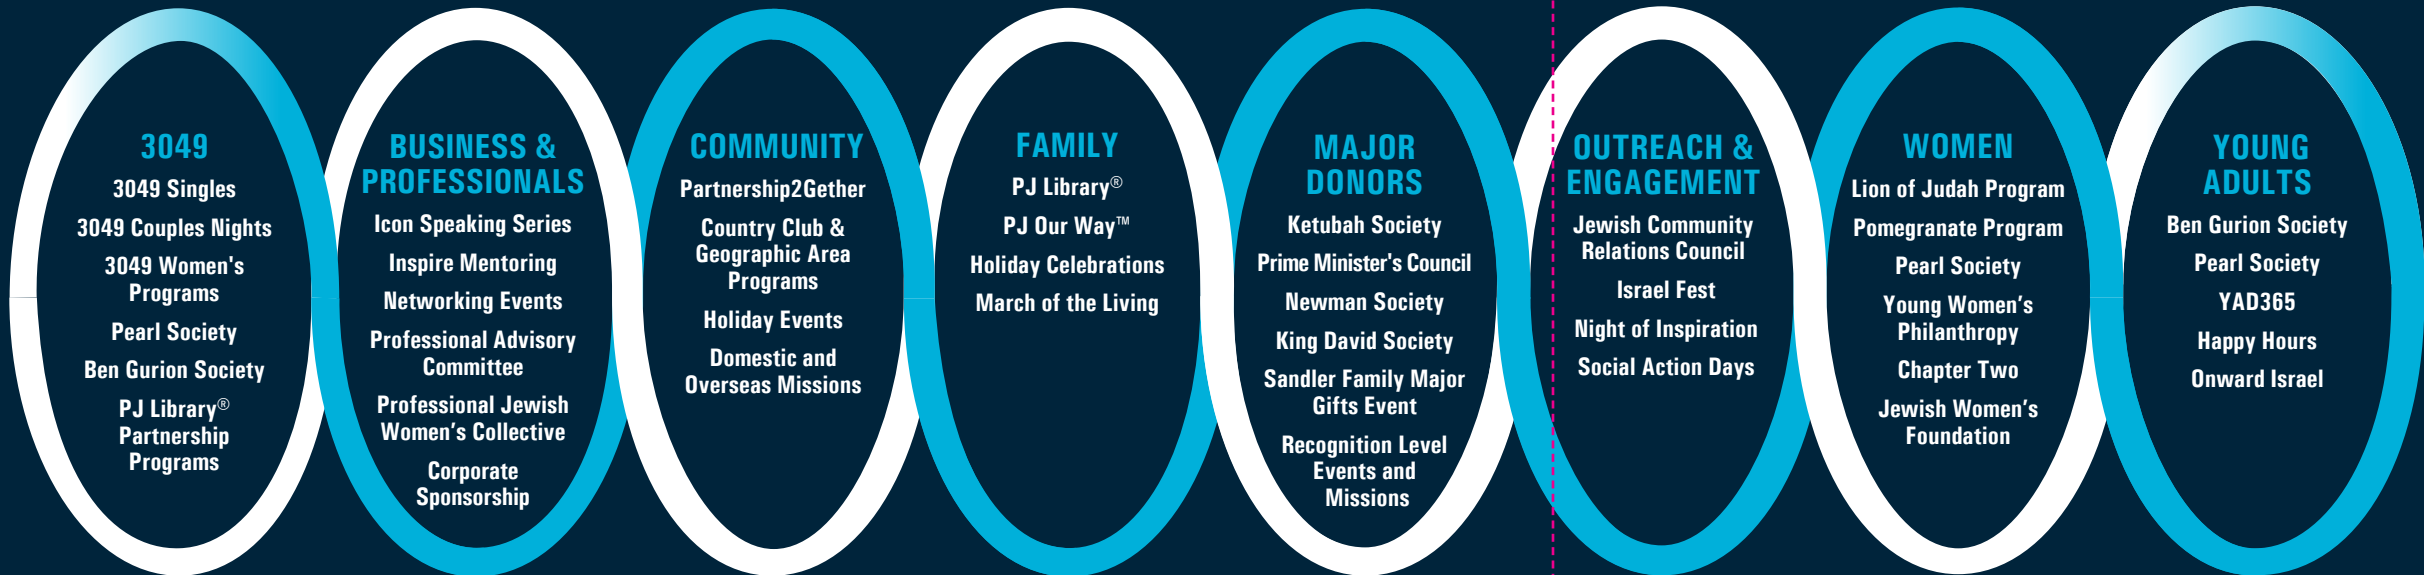 3049
3049 Singles
3049 Couples Nights
3049 Women's
Programs
Pearl Society
Ben Gurion Society
PJ Library®
Partnership
Programs
BUSINESS &
PROFESSIONALS
Icon Speaking Series
Inspire Mentoring
Networking Events
Professional Advisory
Committee
Professional Jewish
Women’s Collective
Corporate
Sponsorship
COMMUNITY
Partnership2Gether
Country Club &
Geographic Area
Programs
Holiday Events
Domestic and
Overseas Missions
FAMILY
PJ Library®
PJ Our Way™
Holiday Celebrations
March of the Living
MAJOR
DONORS
Ketubah Society
Prime Minister's Council
Newman Society
King David Society
Sandler Family Major
Gifts Event
Recognition Level
Events and
Missions
OUTREACH &
ENGAGEMENT
Jewish Community
Relations Council
Israel Fest
Night of Inspiration
Social Action Days
WOMEN
Lion of Judah Program
Pomegranate Program
Pearl Society
Young Women’s
Philanthropy
Chapter Two
Jewish Women’s
Foundation
YOUNG
ADULTS
Ben Gurion Society
Pearl Society
YAD365
Happy Hours
Onward Israel